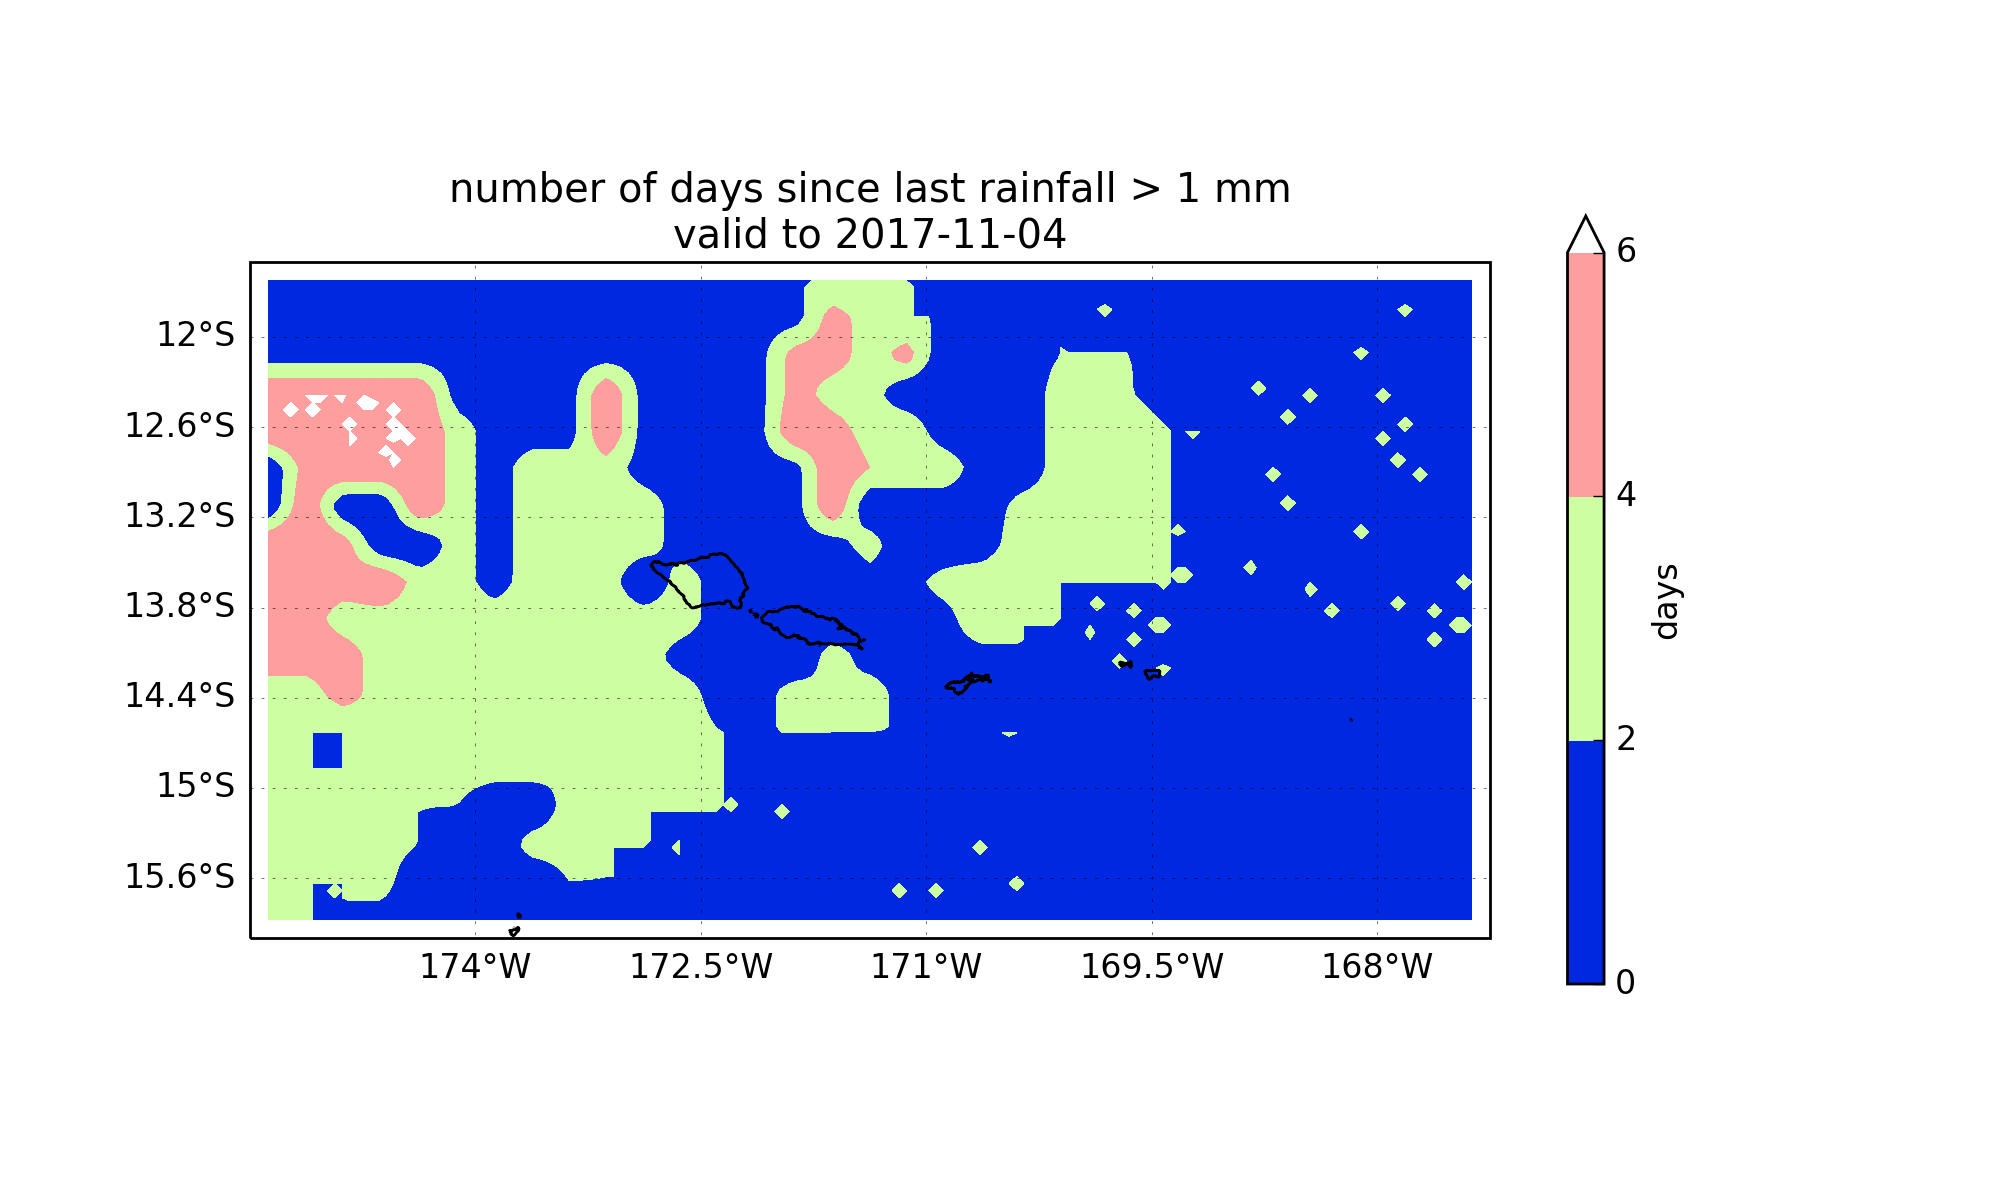 number of days since last rainfall > 1 mm
valid to 2017-11-04
12°S
12.6°S
13.2°S
13.8°S
14.4°S
15°S
15.6°S
174°W
172.5°W
171°W
169.5°W
168°W
6
4
2
0
days